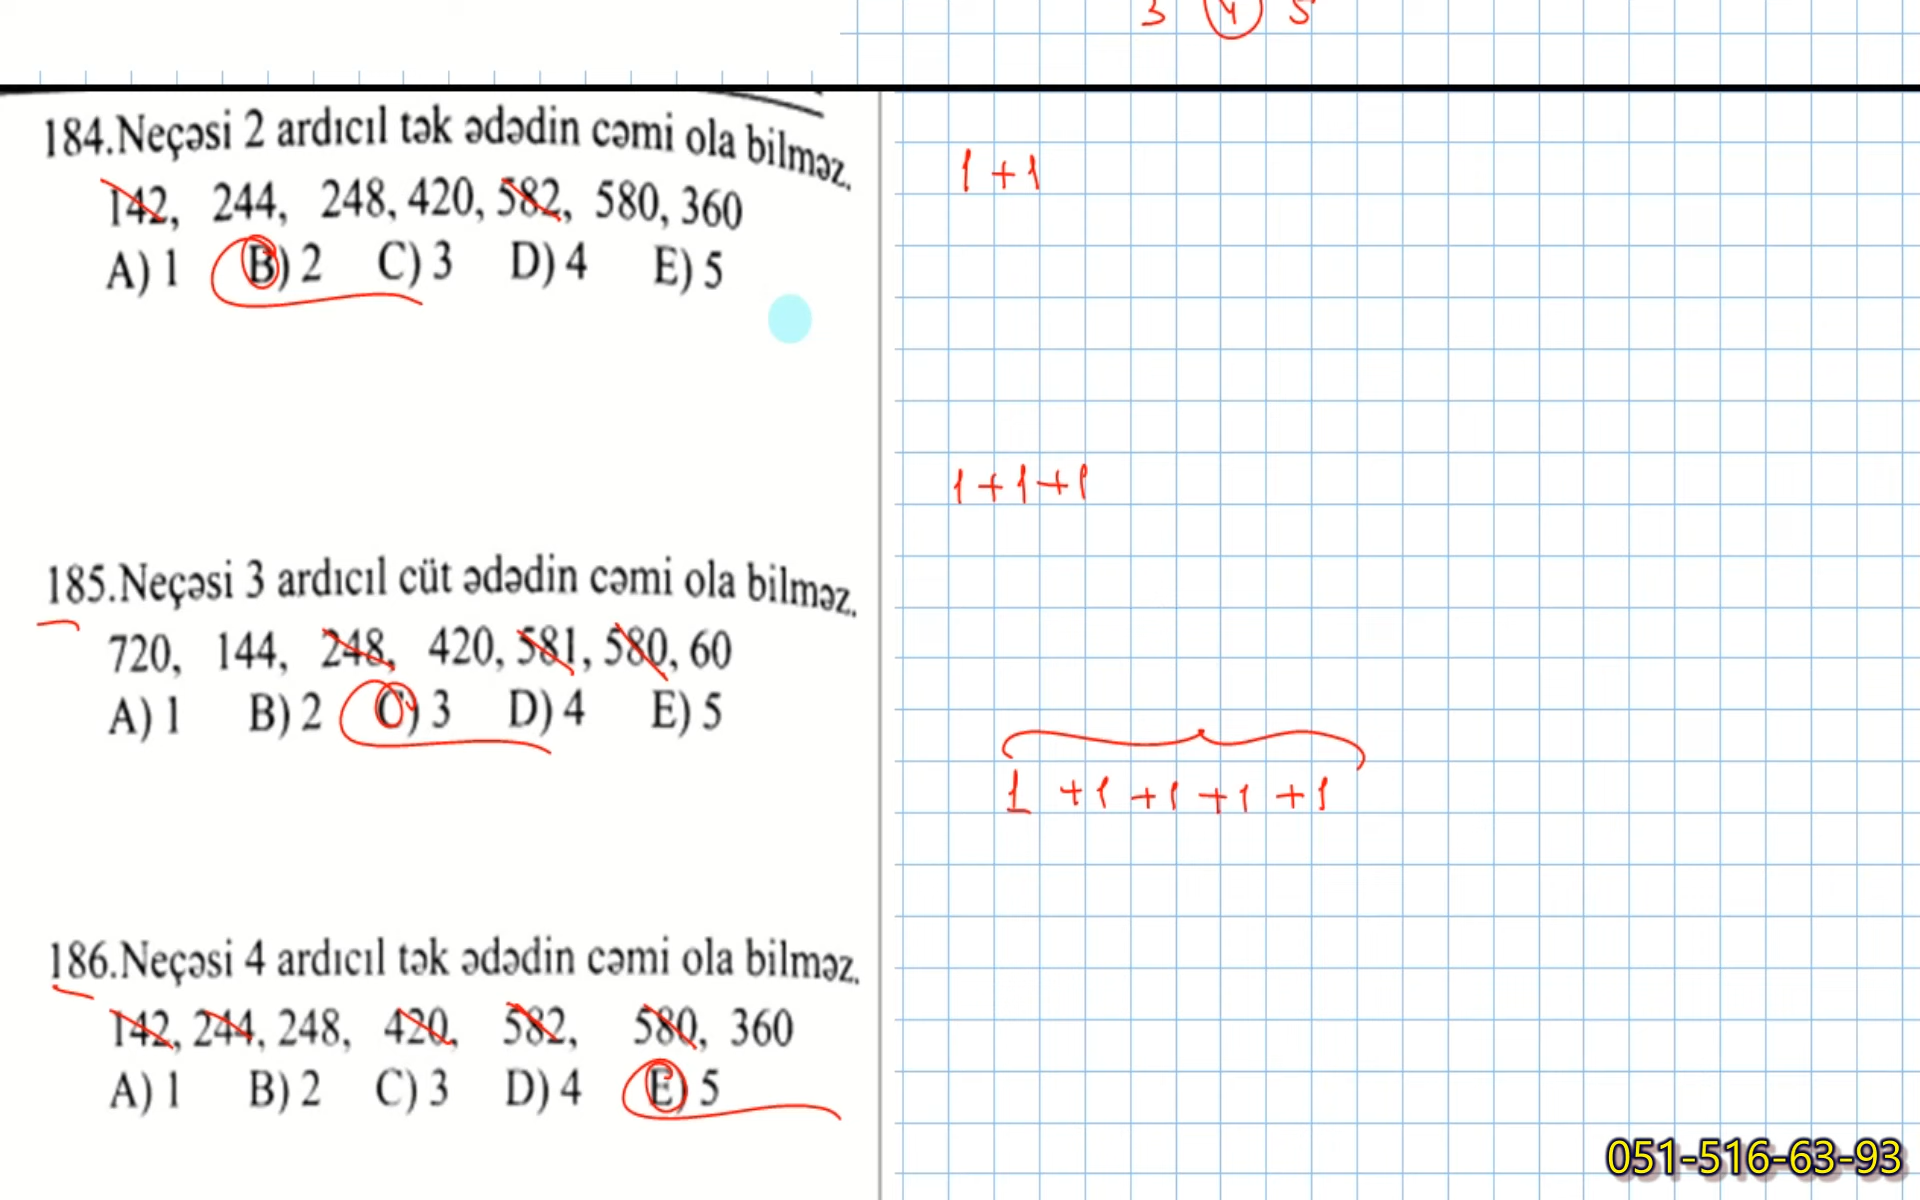 3 4 5
184.Neçəsi 2 ardıcıl tək ədədin cəmi ola bilməz.
142, 244, 248, 420, 582, 580, 360
A) 1 B) 2 C) 3 D) 4 E) 5
1 + 1
1 + 1 + 1
185.Neçəsi 3 ardıcıl cüt ədədin cəmi ola bilməz.
720, 144, 248, 420, 581, 580, 60
A) 1 B) 2 C) 3 D) 4 E) 5
1 + 1 + 1 + 1 + 1
186.Neçəsi 4 ardıcıl tək ədədin cəmi ola bilməz.
142, 244, 248, 420, 582, 580, 360
A) 1 B) 2 C) 3 D) 4 E) 5
051-516-63-93